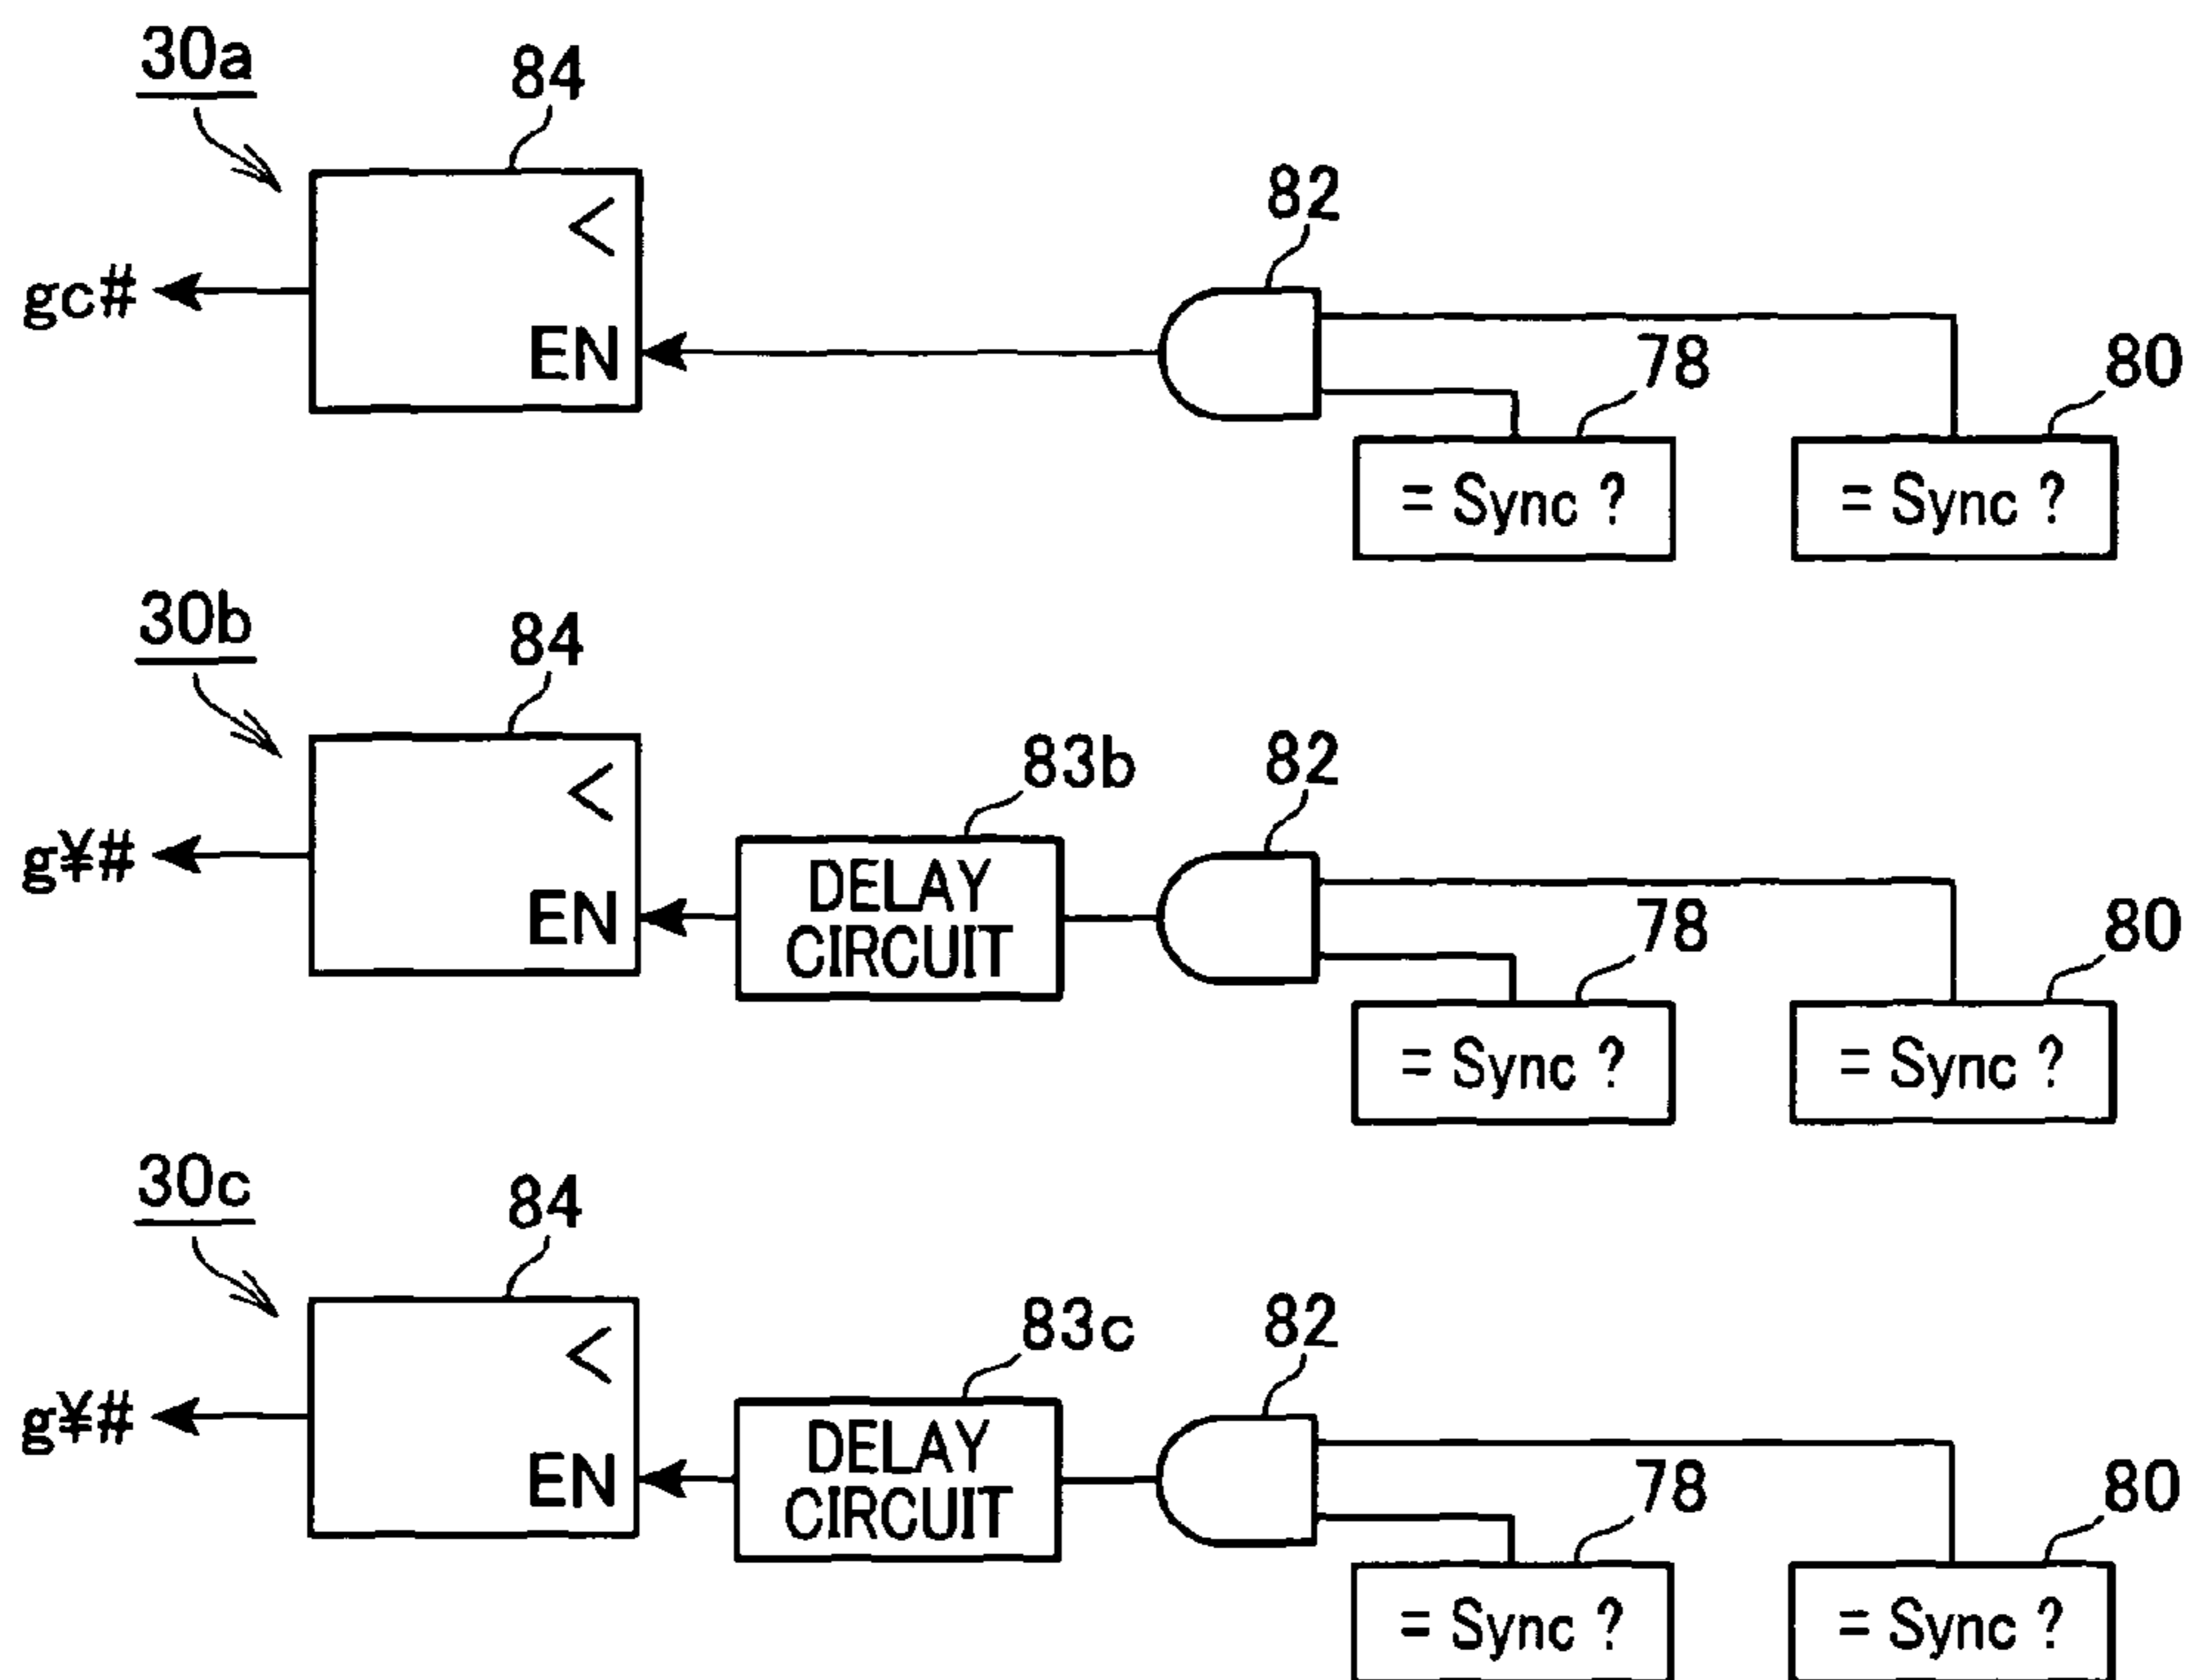 30a
84
<
82
gc#
EN
78
80
= Sync ?
= Sync ?
30b
84
<
83b
82
g¥#
DELAY
CIRCUIT
EN
78
80
= Sync ?
= Sync ?
30c
84
<
83c
82
g¥#
DELAY
CIRCUIT
EN
78
80
= Sync ?
= Sync ?